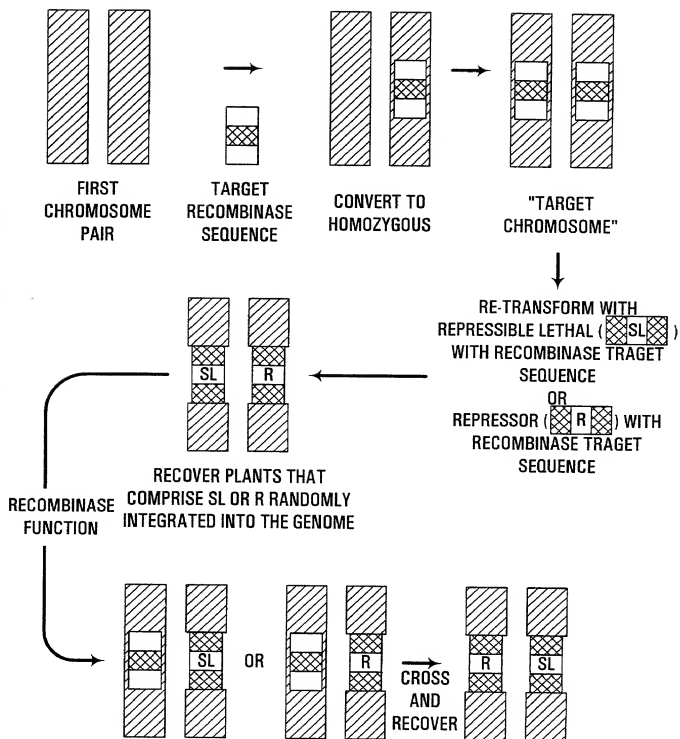 FIRST
CHROMOSOME
PAIR
TARGET
RECOMBINASE
SEQUENCE
CONVERT TO
HOMOZYGOUS
"TARGET
CHROMOSOME"
RE-TRANSFORM WITH
REPRESSIBLE LETHAL ( SL )
WITH RECOMBINASE TRAGET
SEQUENCE
OR
REPRESSOR ( R ) WITH
RECOMBINASE TRAGET
SEQUENCE
SL R
RECOVER PLANTS THAT
COMPRISE SL OR R RANDOMLY
INTEGRATED INTO THE GENOME
RECOMBINASE
FUNCTION
SL OR R
CROSS
AND
RECOVER
R SL